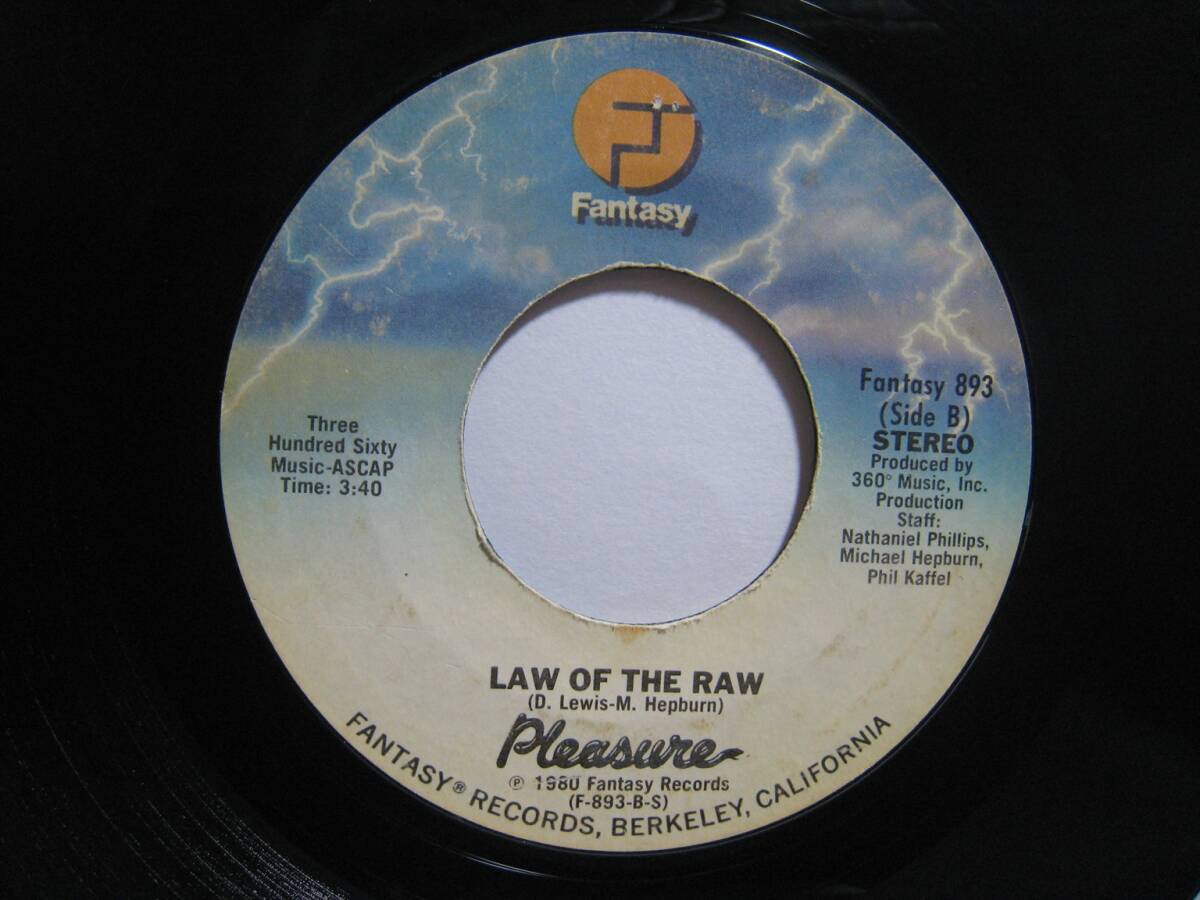 Fantasy
Three
Hundred Sixty
Music-ASCAP
Time: 3:40
Fantasy 893
(Side B)
STEREO
Produced by
360° Music, Inc.
Production
Staff:
Nathaniel Phillips,
Michael Hepburn,
Phil Kaffel
LAW OF THE RAW
(D. Lewis-M. Hepburn)
Pleasure
℗ 1980 Fantasy Records
(F-893-B-S)
FANTASY® RECORDS, BERKELEY, CALIFORNIA